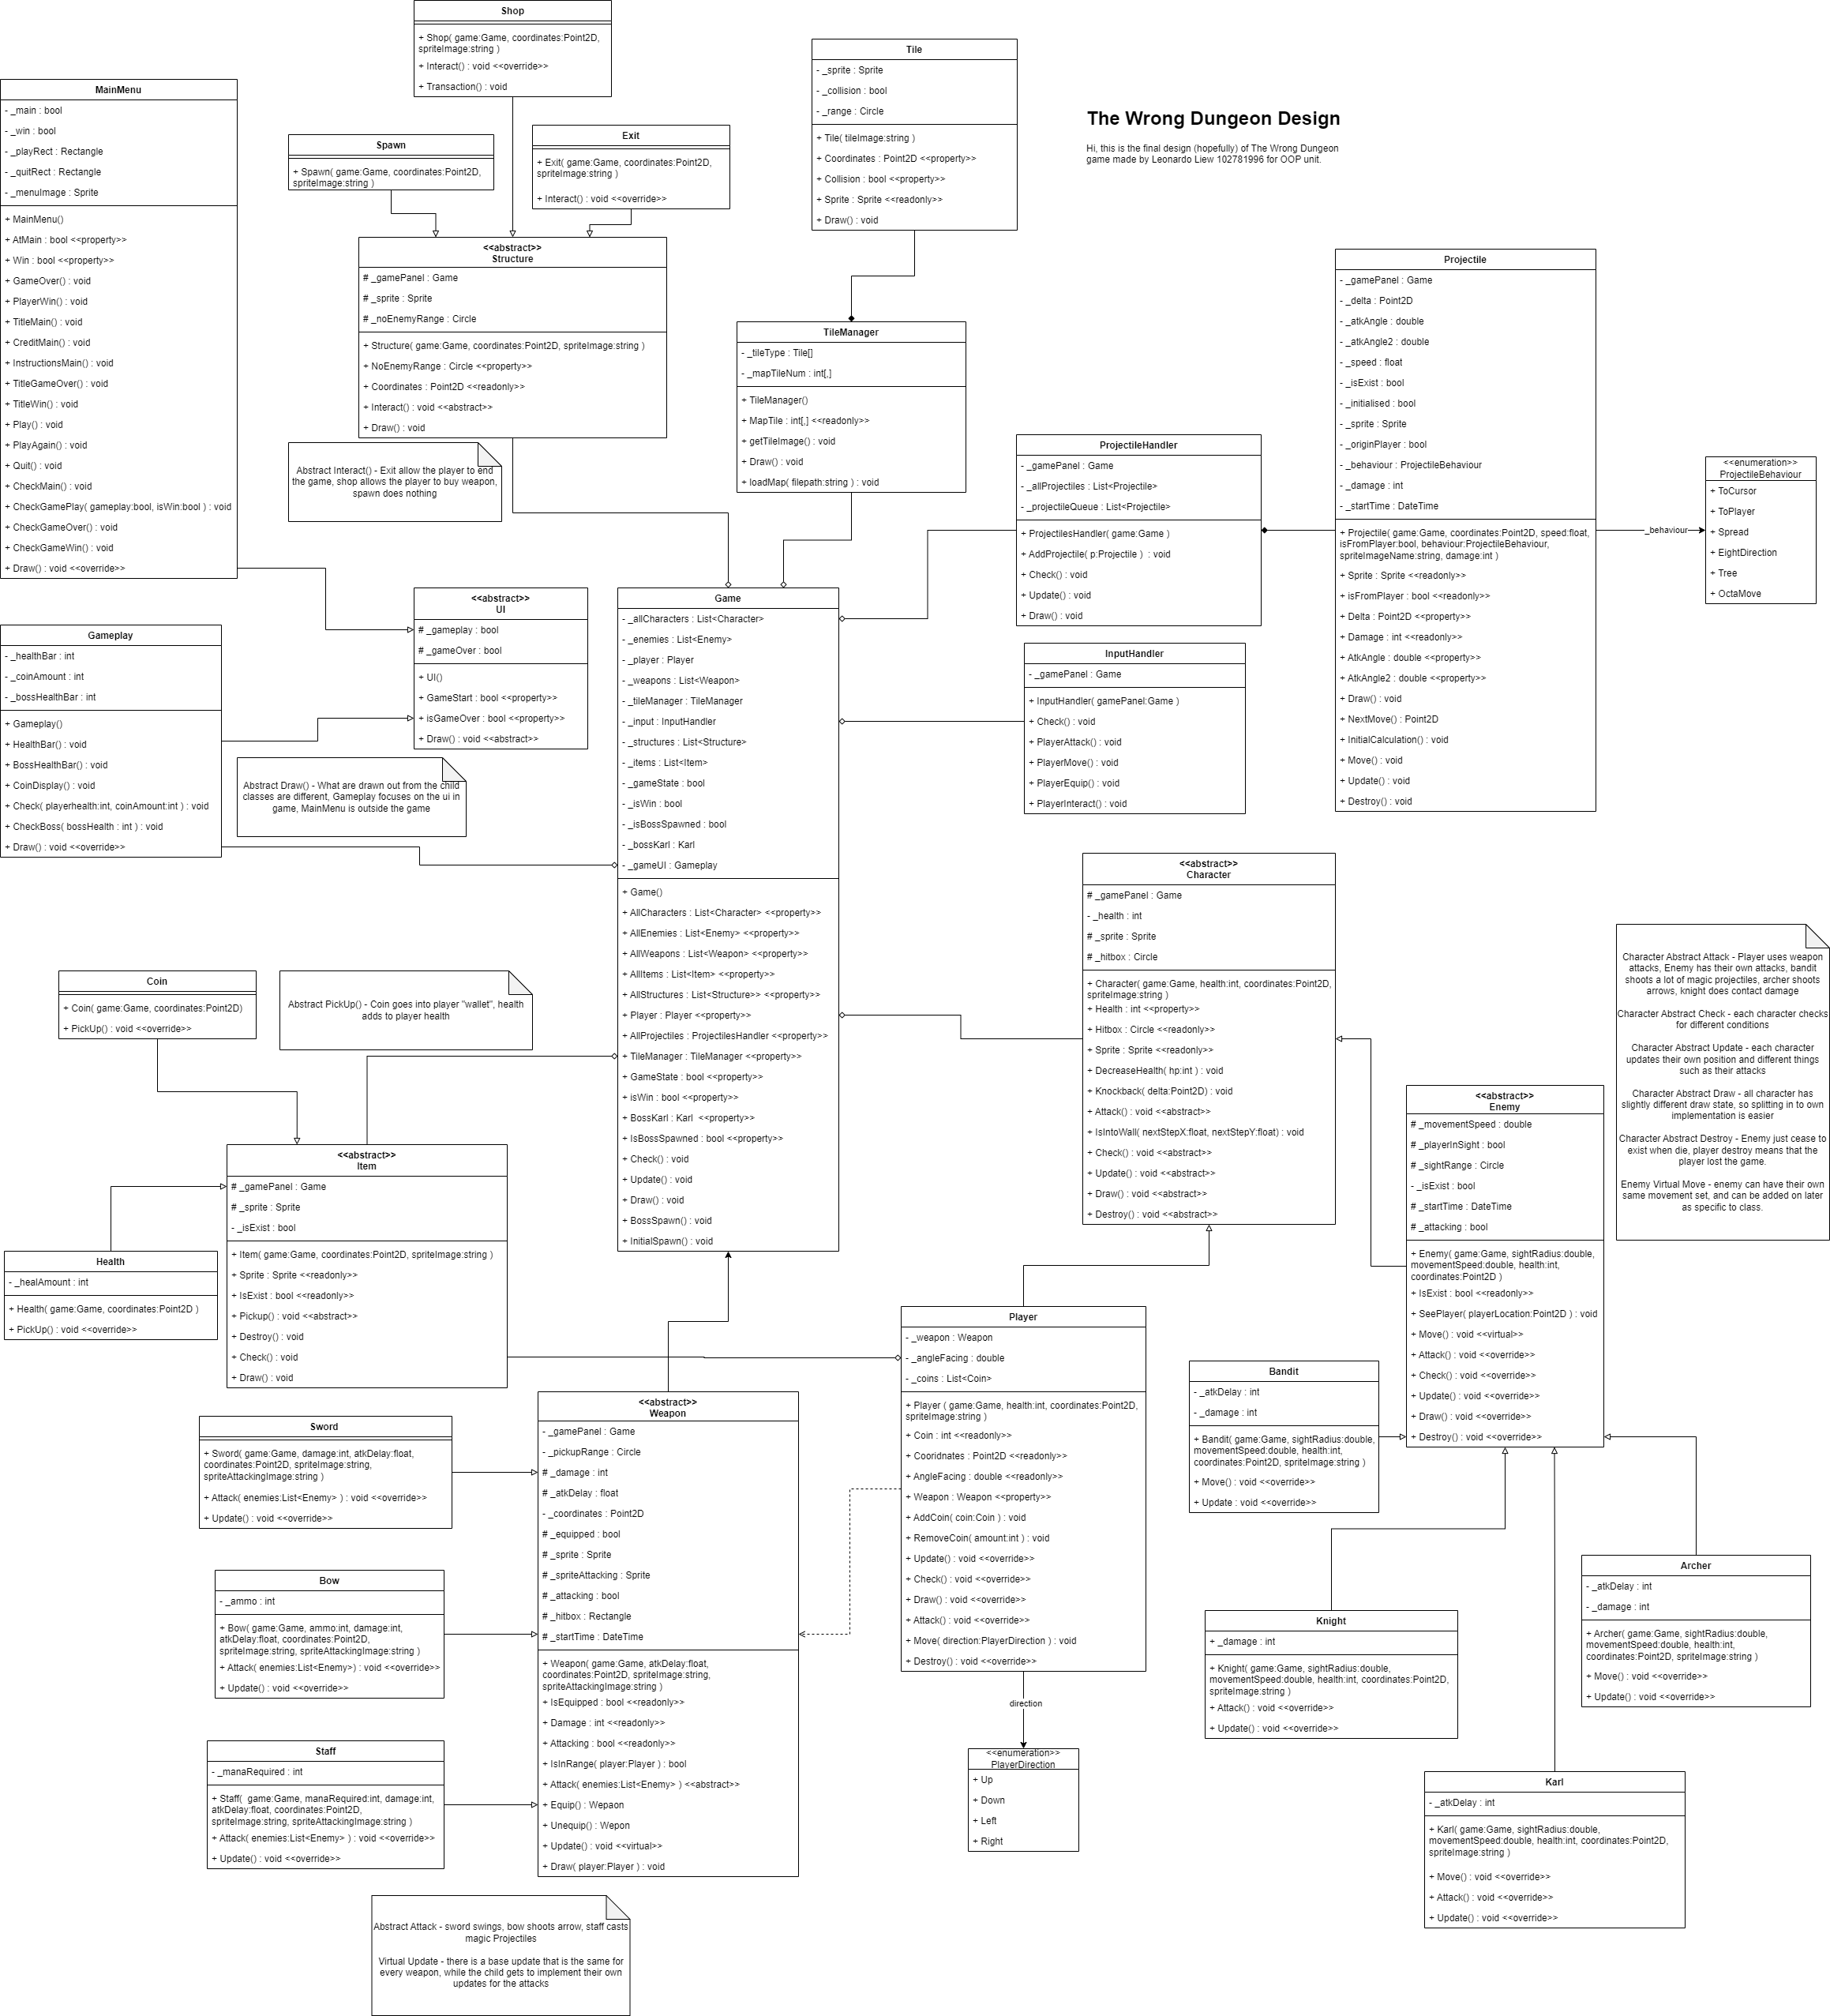 The Wrong Dungeon Design
Hi, this is the final design (hopefully) of The Wrong Dungeon
game made by Leonardo Liew 102781996 for OOP unit.
Shop
+ Shop( game:Game, coordinates:Point2D,
spriteImage:string )
+ Interact() : void <<override>>
+ Transaction() : void
Tile
- _sprite : Sprite
- _collision : bool
- _range : Circle
+ Tile( tileImage:string )
+ Coordinates : Point2D <<property>>
+ Collision : bool <<property>>
+ Sprite : Sprite <<readonly>>
+ Draw() : void
MainMenu
- _main : bool
- _win : bool
- _playRect : Rectangle
- _quitRect : Rectangle
- _menuImage : Sprite
+ MainMenu()
+ AtMain : bool <<property>>
+ Win : bool <<property>>
+ GameOver() : void
+ PlayerWin() : void
+ TitleMain() : void
+ CreditMain() : void
+ InstructionsMain() : void
+ TitleGameOver() : void
+ TitleWin() : void
+ Play() : void
+ PlayAgain() : void
+ Quit() : void
+ CheckMain() : void
+ CheckGamePlay( gameplay:bool, isWin:bool ) : void
+ CheckGameOver() : void
+ CheckGameWin() : void
+ Draw() : void <<override>>
Spawn
+ Spawn( game:Game, coordinates:Point2D,
spriteImage:string )
Exit
+ Exit( game:Game, coordinates:Point2D,
spriteImage:string )
+ Interact() : void <<override>>
<<abstract>>
Structure
# _gamePanel : Game
# _sprite : Sprite
# _noEnemyRange : Circle
+ Structure( game:Game, coordinates:Point2D, spriteImage:string )
+ NoEnemyRange : Circle <<property>>
+ Coordinates : Point2D <<readonly>>
+ Interact() : void <<abstract>>
+ Draw() : void
Abstract Interact() - Exit allow the player to end
the game, shop allows the player to buy weapon,
spawn does nothing
TileManager
- _tileType : Tile[]
- _mapTileNum : int[,]
+ TileManager()
+ MapTile : int[,] <<readonly>>
+ getTileImage() : void
+ Draw() : void
+ loadMap( filepath:string ) : void
Projectile
- _gamePanel : Game
- _delta : Point2D
- _atkAngle : double
- _atkAngle2 : double
- _speed : float
- _isExist : bool
- _initialised : bool
- _sprite : Sprite
- _originPlayer : bool
- _behaviour : ProjectileBehaviour
- _damage : int
- _startTime : DateTime
+ Projectile( game:Game, coordinates:Point2D, speed:float,
isFromPlayer:bool, behaviour:ProjectileBehaviour,
spriteImageName:string, damage:int )
+ Sprite : Sprite <<readonly>>
+ isFromPlayer : bool <<readonly>>
+ Delta : Point2D <<property>>
+ Damage : int <<readonly>>
+ AtkAngle : double <<property>>
+ AtkAngle2 : double <<property>>
+ Draw() : void
+ NextMove() : Point2D
+ InitialCalculation() : void
+ Move() : void
+ Update() : void
+ Destroy() : void
_behaviour
<<enumeration>>
ProjectileBehaviour
+ ToCursor
+ ToPlayer
+ Spread
+ EightDirection
+ Tree
+ OctaMove
ProjectileHandler
- _gamePanel : Game
- _allProjectiles : List<Projectile>
- _projectileQueue : List<Projectile>
+ ProjectilesHandler( game:Game )
+ AddProjectile( p:Projectile ) : void
+ Check() : void
+ Update() : void
+ Draw() : void
InputHandler
- _gamePanel : Game
+ InputHandler( gamePanel:Game )
+ Check() : void
+ PlayerAttack() : void
+ PlayerMove() : void
+ PlayerEquip() : void
+ PlayerInteract() : void
<<abstract>>
UI
# _gameplay : bool
# _gameOver : bool
+ UI()
+ GameStart : bool <<property>>
+ isGameOver : bool <<property>>
+ Draw() : void <<abstract>>
Gameplay
- _healthBar : int
- _coinAmount : int
- _bossHealthBar : int
+ Gameplay()
+ HealthBar() : void
+ BossHealthBar() : void
+ CoinDisplay() : void
+ Check( playerhealth:int, coinAmount:int ) : void
+ CheckBoss( bossHealth : int ) : void
+ Draw() : void <<override>>
Abstract Draw() - What are drawn out from the child
classes are different, Gameplay focuses on the ui in
game, MainMenu is outside the game
Game
- _allCharacters : List<Character>
- _enemies : List<Enemy>
- _player : Player
- _weapons : List<Weapon>
- _tileManager : TileManager
- _input : InputHandler
- _structures : List<Structure>
- _items : List<Item>
- _gameState : bool
- _isWin : bool
- _isBossSpawned : bool
- _bossKarl : Karl
- _gameUI : Gameplay
+ Game()
+ AllCharacters : List<Character> <<property>>
+ AllEnemies : List<Enemy> <<property>>
+ AllWeapons : List<Weapon> <<property>>
+ AllItems : List<Item> <<property>>
+ AllStructures : List<Structure>> <<property>>
+ Player : Player <<property>>
+ AllProjectiles : ProjectilesHandler <<property>>
+ TileManager : TileManager <<property>>
+ GameState : bool <<property>>
+ isWin : bool <<property>>
+ BossKarl : Karl <<property>>
+ IsBossSpawned : bool <<property>>
+ Check() : void
+ Update() : void
+ Draw() : void
+ BossSpawn() : void
+ InitialSpawn() : void
<<abstract>>
Character
# _gamePanel : Game
- _health : int
# _sprite : Sprite
# _hitbox : Circle
+ Character( game:Game, health:int, coordinates:Point2D,
spriteImage:string )
+ Health : int <<property>>
+ Hitbox : Circle <<readonly>>
+ Sprite : Sprite <<readonly>>
+ DecreaseHealth( hp:int ) : void
+ Knockback( delta:Point2D) : void
+ Attack() : void <<abstract>>
+ IsIntoWall( nextStepX:float, nextStepY:float) : void
+ Check() : void <<abstract>>
+ Update() : void <<abstract>>
+ Draw() : void <<abstract>>
+ Destroy() : void <<abstract>>
Character Abstract Attack - Player uses weapon
attacks, Enemy has their own attacks, bandit
shoots a lot of magic projectiles, archer shoots
arrows, knight does contact damage
Character Abstract Check - each character checks
for different conditions
Character Abstract Update - each character
updates their own position and different things
such as their attacks
Character Abstract Draw - all character has
slightly different draw state, so splitting in to own
implementation is easier
Character Abstract Destroy - Enemy just cease to
exist when die, player destroy means that the
player lost the game.
Enemy Virtual Move - enemy can have their own
same movement set, and can be added on later
as specific to class.
Coin
+ Coin( game:Game, coordinates:Point2D)
+ PickUp() : void <<override>>
Abstract PickUp() - Coin goes into player "wallet", health
adds to player health
<<abstract>>
Item
# _gamePanel : Game
# _sprite : Sprite
- _isExist : bool
+ Item( game:Game, coordinates:Point2D, spriteImage:string )
+ Sprite : Sprite <<readonly>>
+ IsExist : bool <<readonly>>
+ Pickup() : void <<abstract>>
+ Destroy() : void
+ Check() : void
+ Draw() : void
Health
- _healAmount : int
+ Health( game:Game, coordinates:Point2D )
+ PickUp() : void <<override>>
<<abstract>>
Enemy
# _movementSpeed : double
# _playerInSight : bool
# _sightRange : Circle
- _isExist : bool
# _startTime : DateTime
# _attacking : bool
+ Enemy( game:Game, sightRadius:double,
movementSpeed:double, health:int,
coordinates:Point2D )
+ IsExist : bool <<readonly>>
+ SeePlayer( playerLocation:Point2D ) : void
+ Move() : void <<virtual>>
+ Attack() : void <<override>>
+ Check() : void <<override>>
+ Update() : void <<override>>
+ Draw() : void <<override>>
+ Destroy() : void <<override>>
Player
- _weapon : Weapon
- _angleFacing : double
- _coins : List<Coin>
+ Player ( game:Game, health:int, coordinates:Point2D,
spriteImage:string )
+ Coin : int <<readonly>>
+ Cooridnates : Point2D <<readonly>>
+ AngleFacing : double <<readonly>>
+ Weapon : Weapon <<property>>
+ AddCoin( coin:Coin ) : void
+ RemoveCoin( amount:int ) : void
+ Update() : void <<override>>
+ Check() : void <<override>>
+ Draw() : void <<override>>
+ Attack() : void <<override>>
+ Move( direction:PlayerDirection ) : void
+ Destroy() : void <<override>>
direction
<<enumeration>>
PlayerDirection
+ Up
+ Down
+ Left
+ Right
<<abstract>>
Weapon
- _gamePanel : Game
- _pickupRange : Circle
# _damage : int
# _atkDelay : float
- _coordinates : Point2D
# _equipped : bool
# _sprite : Sprite
# _spriteAttacking : Sprite
# _attacking : bool
# _hitbox : Rectangle
# _startTime : DateTime
+ Weapon( game:Game, atkDelay:float,
coordinates:Point2D, spriteImage:string,
spriteAttackingImage:string )
+ IsEquipped : bool <<readonly>>
+ Damage : int <<readonly>>
+ Attacking : bool <<readonly>>
+ IsInRange( player:Player ) : bool
+ Attack( enemies:List<Enemy> ) <<abstract>>
+ Equip() : Wepaon
+ Unequip() : Wepon
+ Update() : void <<virtual>>
+ Draw( player:Player ) : void
Sword
+ Sword( game:Game, damage:int, atkDelay:float,
coordinates:Point2D, spriteImage:string,
spriteAttackingImage:string )
+ Attack( enemies:List<Enemy> ) : void <<override>>
+ Update() : void <<override>>
Bow
- _ammo : int
+ Bow( game:Game, ammo:int, damage:int,
atkDelay:float, coordinates:Point2D,
spriteImage:string, spriteAttackingImage:string )
+ Attack( enemies:List<Enemy>) : void <<override>>
+ Update() : void <<override>>
Staff
- _manaRequired : int
+ Staff( game:Game, manaRequired:int, damage:int,
atkDelay:float, coordinates:Point2D,
spriteImage:string, spriteAttackingImage:string )
+ Attack( enemies:List<Enemy> ) : void <<override>>
+ Update() : void <<override>>
Abstract Attack - sword swings, bow shoots arrow, staff casts
magic Projectiles
Virtual Update - there is a base update that is the same for
every weapon, while the child gets to implement their own
updates for the attacks
Bandit
- _atkDelay : int
- _damage : int
+ Bandit( game:Game, sightRadius:double,
movementSpeed:double, health:int,
coordinates:Point2D, spriteImage:string )
+ Move() : void <<override>>
+ Update : void <<override>>
Knight
+ _damage : int
+ Knight( game:Game, sightRadius:double,
movementSpeed:double, health:int, coordinates:Point2D,
spriteImage:string )
+ Attack() : void <<override>>
+ Update() : void <<override>>
Archer
- _atkDelay : int
- _damage : int
+ Archer( game:Game, sightRadius:double,
movementSpeed:double, health:int,
coordinates:Point2D, spriteImage:string )
+ Move() : void <<override>>
+ Update() : void <<override>>
Karl
- _atkDelay : int
+ Karl( game:Game, sightRadius:double,
movementSpeed:double, health:int, coordinates:Point2D,
spriteImage:string )
+ Move() : void <<override>>
+ Attack() : void <<override>>
+ Update() : void <<override>>